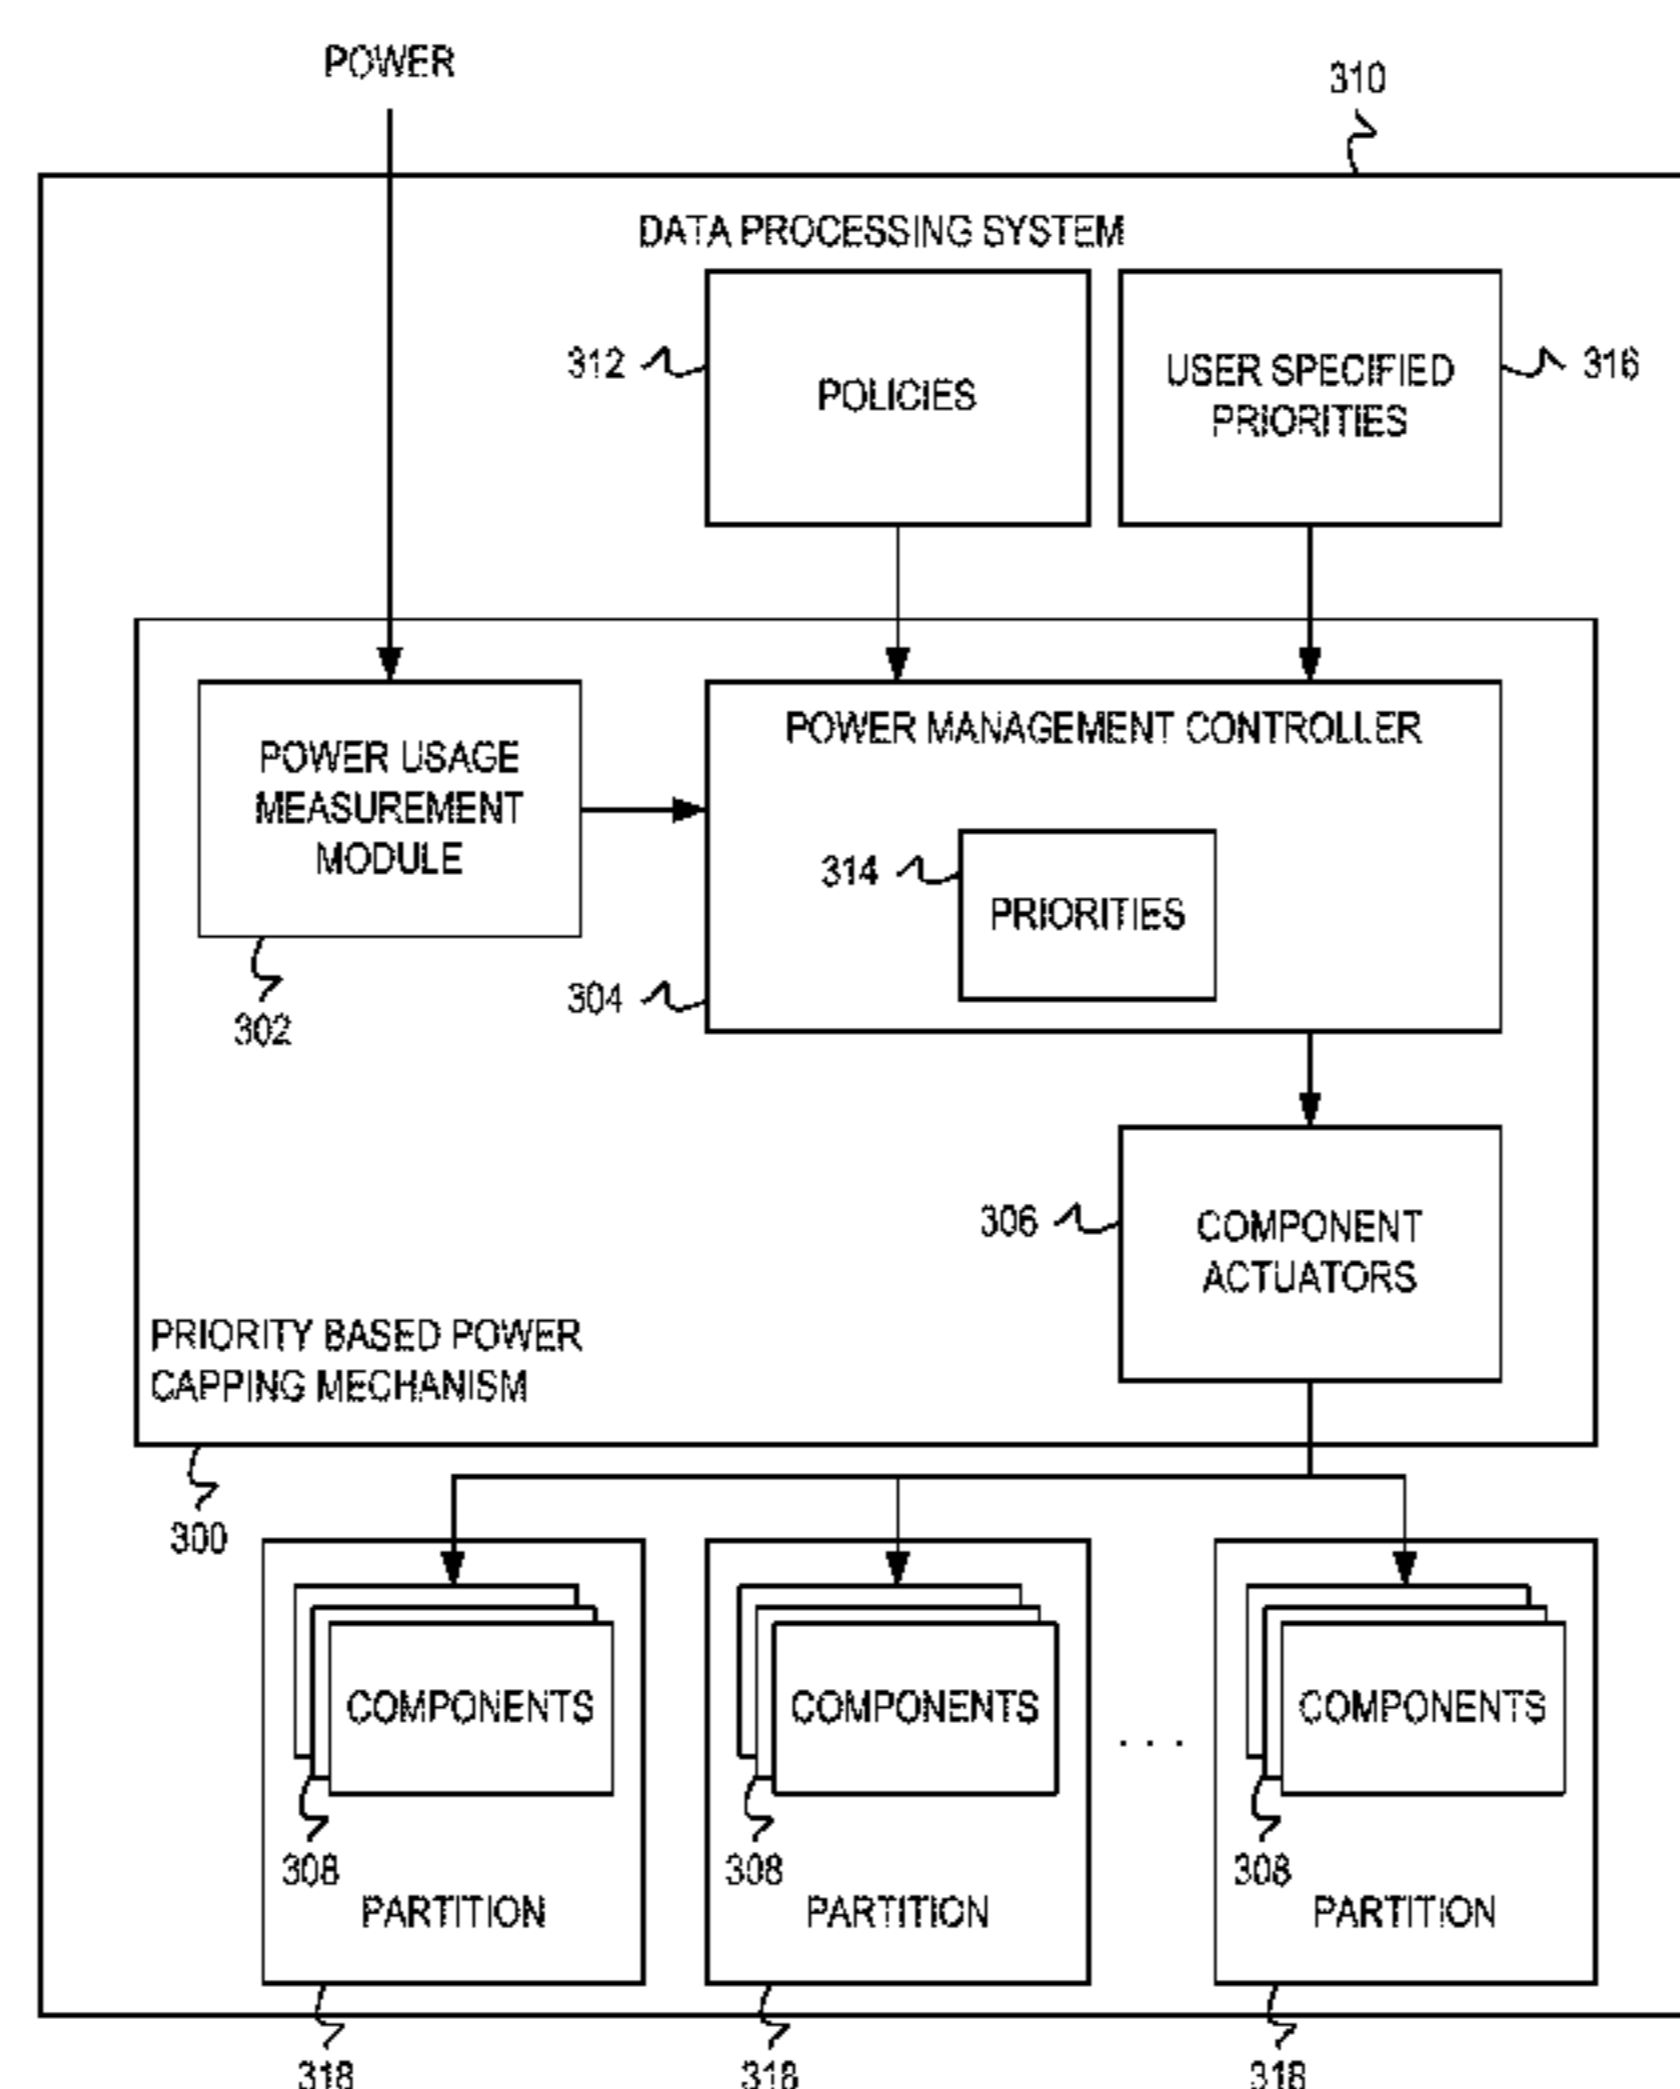 POWER
310
DATA PROCESSING SYSTEM
312
POLICIES
USER SPECIFIED
PRIORITIES
316
POWER USAGE
MEASUREMENT
MODULE
302
POWER MANAGEMENT CONTROLLER
314
PRIORITIES
304
306
COMPONENT
ACTUATORS
PRIORITY BASED POWER
CAPPING MECHANISM
300
COMPONENTS
308
PARTITION
318
COMPONENTS
308
PARTITION
318
. . .
COMPONENTS
308
PARTITION
318